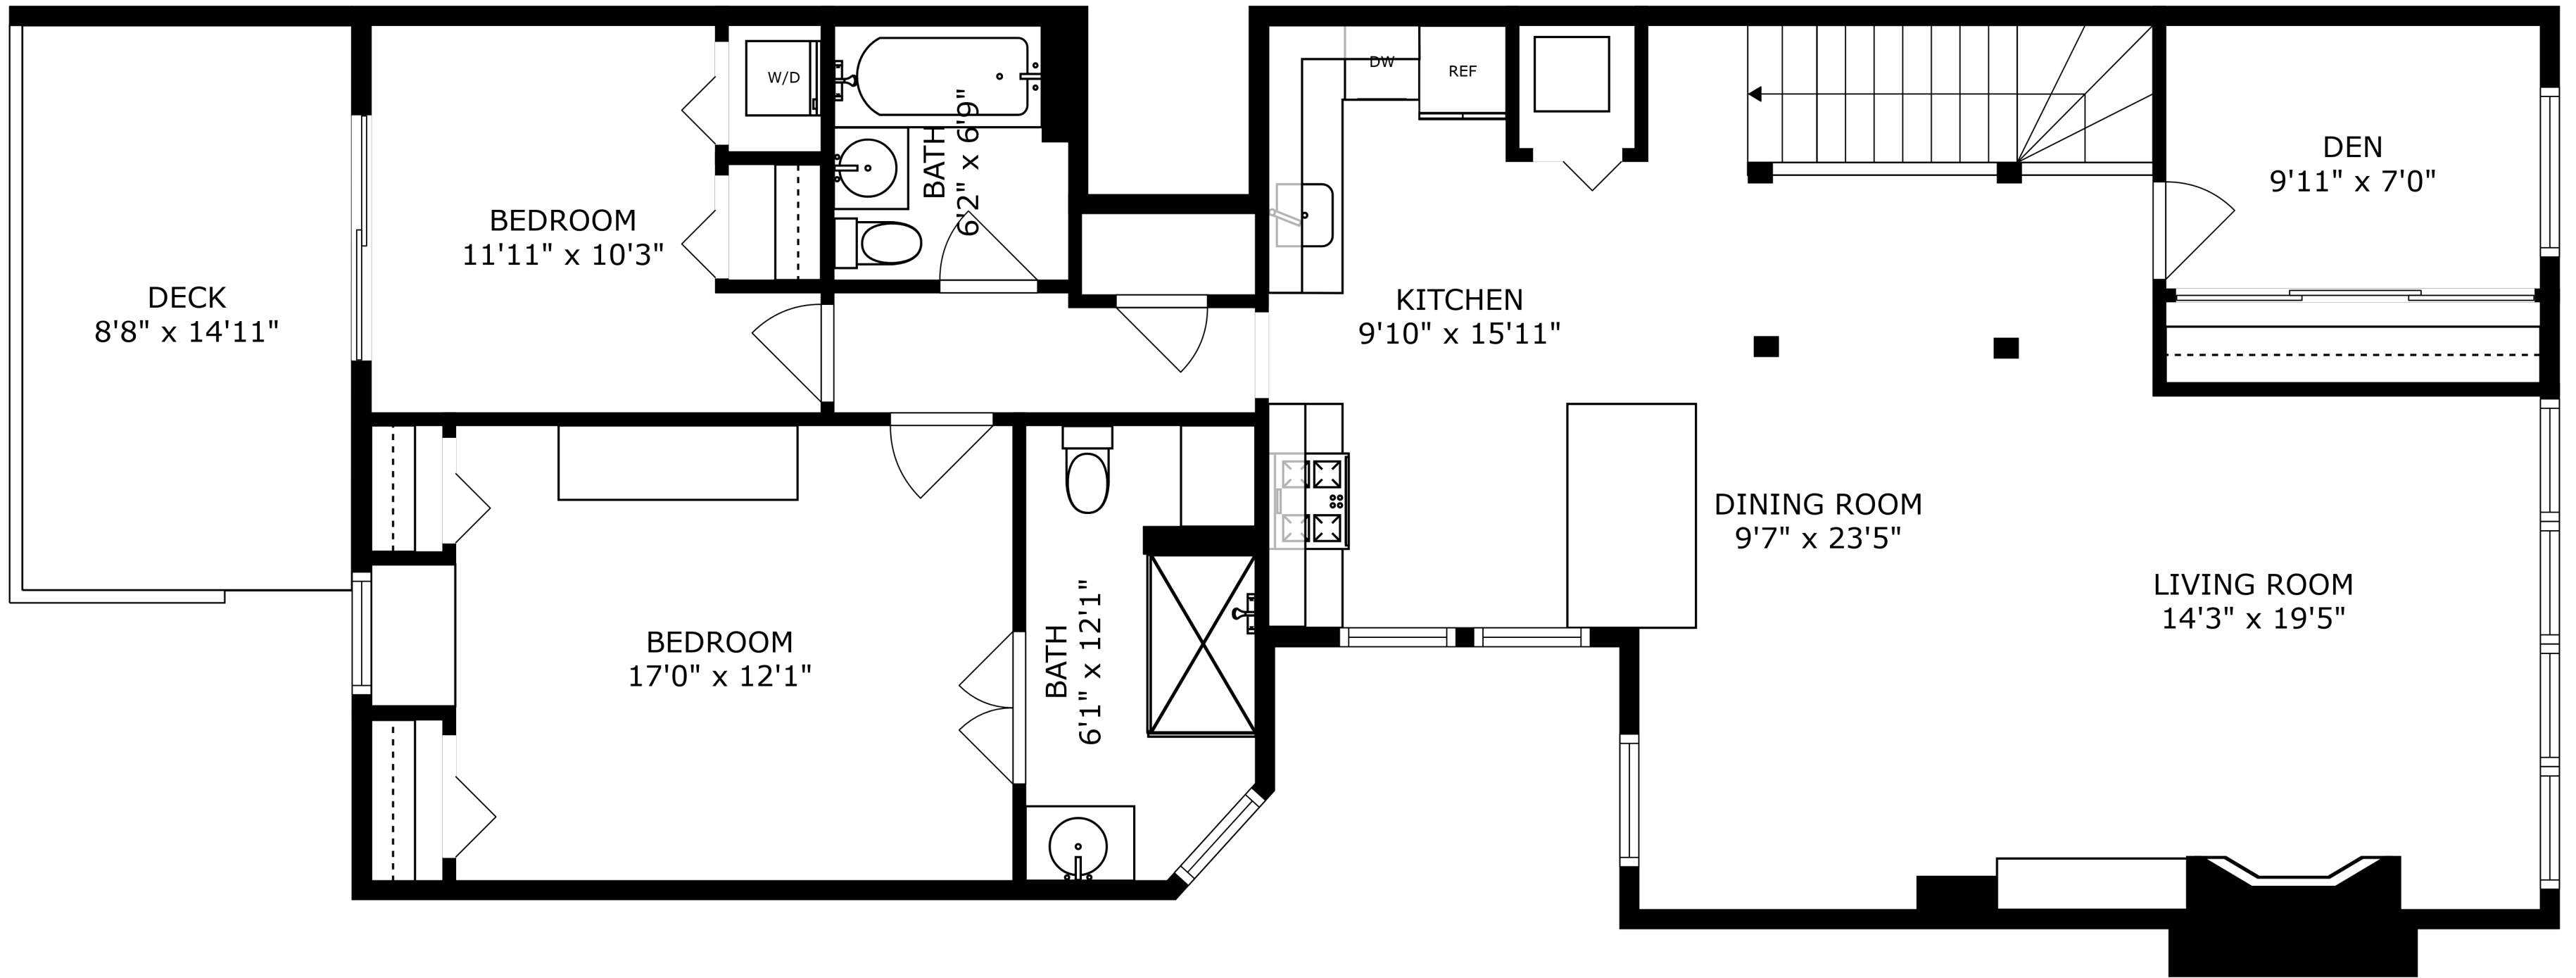 W/D
DW
REF
BATH
6'2" x 6'9"
DEN
9'11" x 7'0"
BEDROOM
11'11" x 10'3"
DECK
8'8" x 14'11"
KITCHEN
9'10" x 15'11"
DINING ROOM
9'7" x 23'5"
LIVING ROOM
14'3" x 19'5"
BEDROOM
17'0" x 12'1"
BATH
6'1" x 12'1"